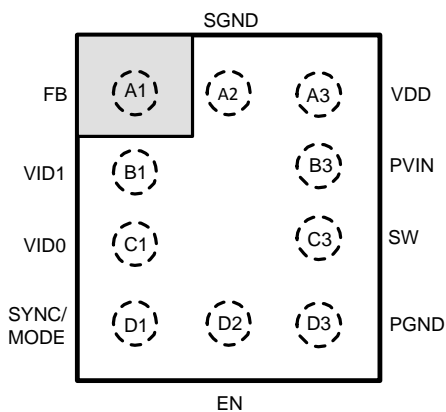 SGND
FB A1 A2 A3 VDD
VID1 B1 B3 PVIN
VID0 C1 C3 SW
SYNC/
MODE D1 D2 D3 PGND
EN